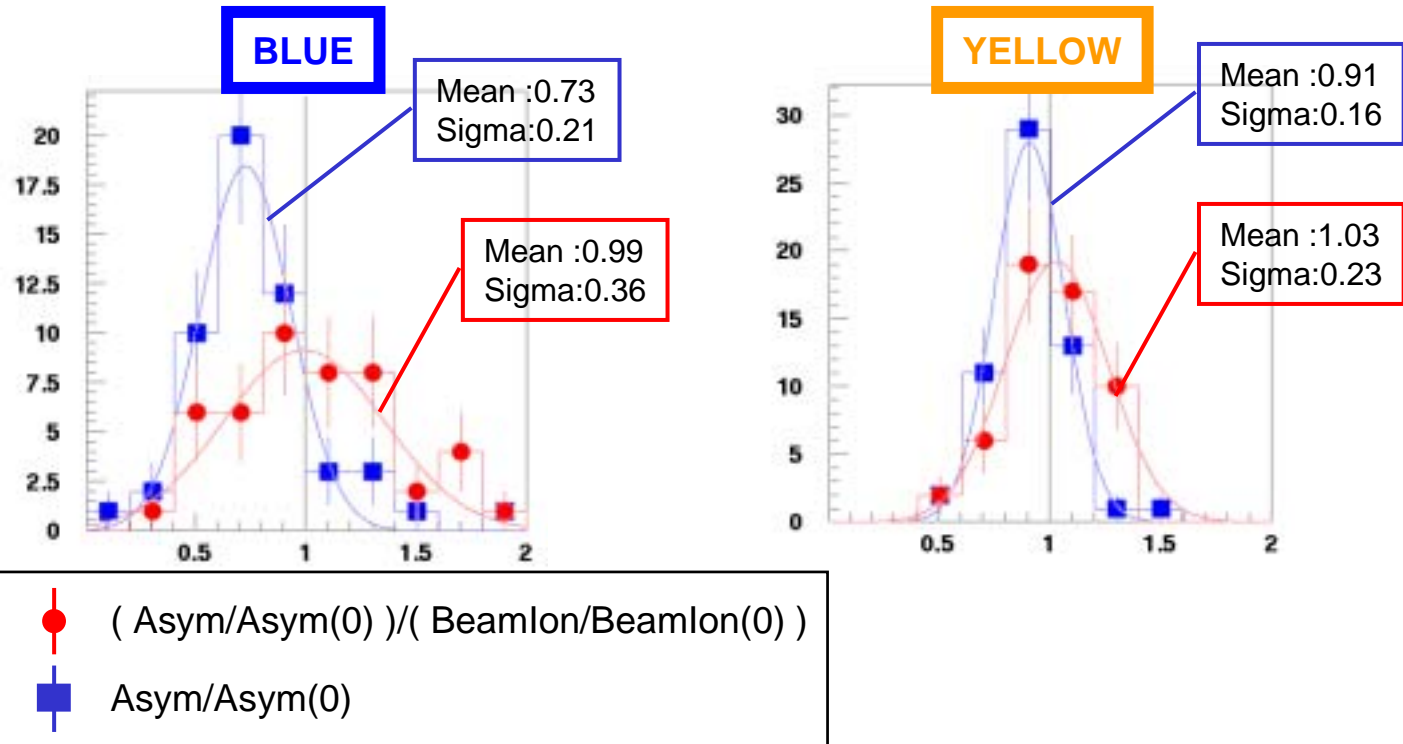 BLUE
YELLOW
Mean :0.73
Sigma:0.21
Mean :0.91
Sigma:0.16
Mean :0.99
Sigma:0.36
Mean :1.03
Sigma:0.23
20
17.5
15
12.5
10
7.5
5
2.5
0
0.5 1 1.5 2
30
25
20
15
10
5
0
0.5 1 1.5 2
( Asym/Asym(0) )/( BeamIon/BeamIon(0) )
Asym/Asym(0)